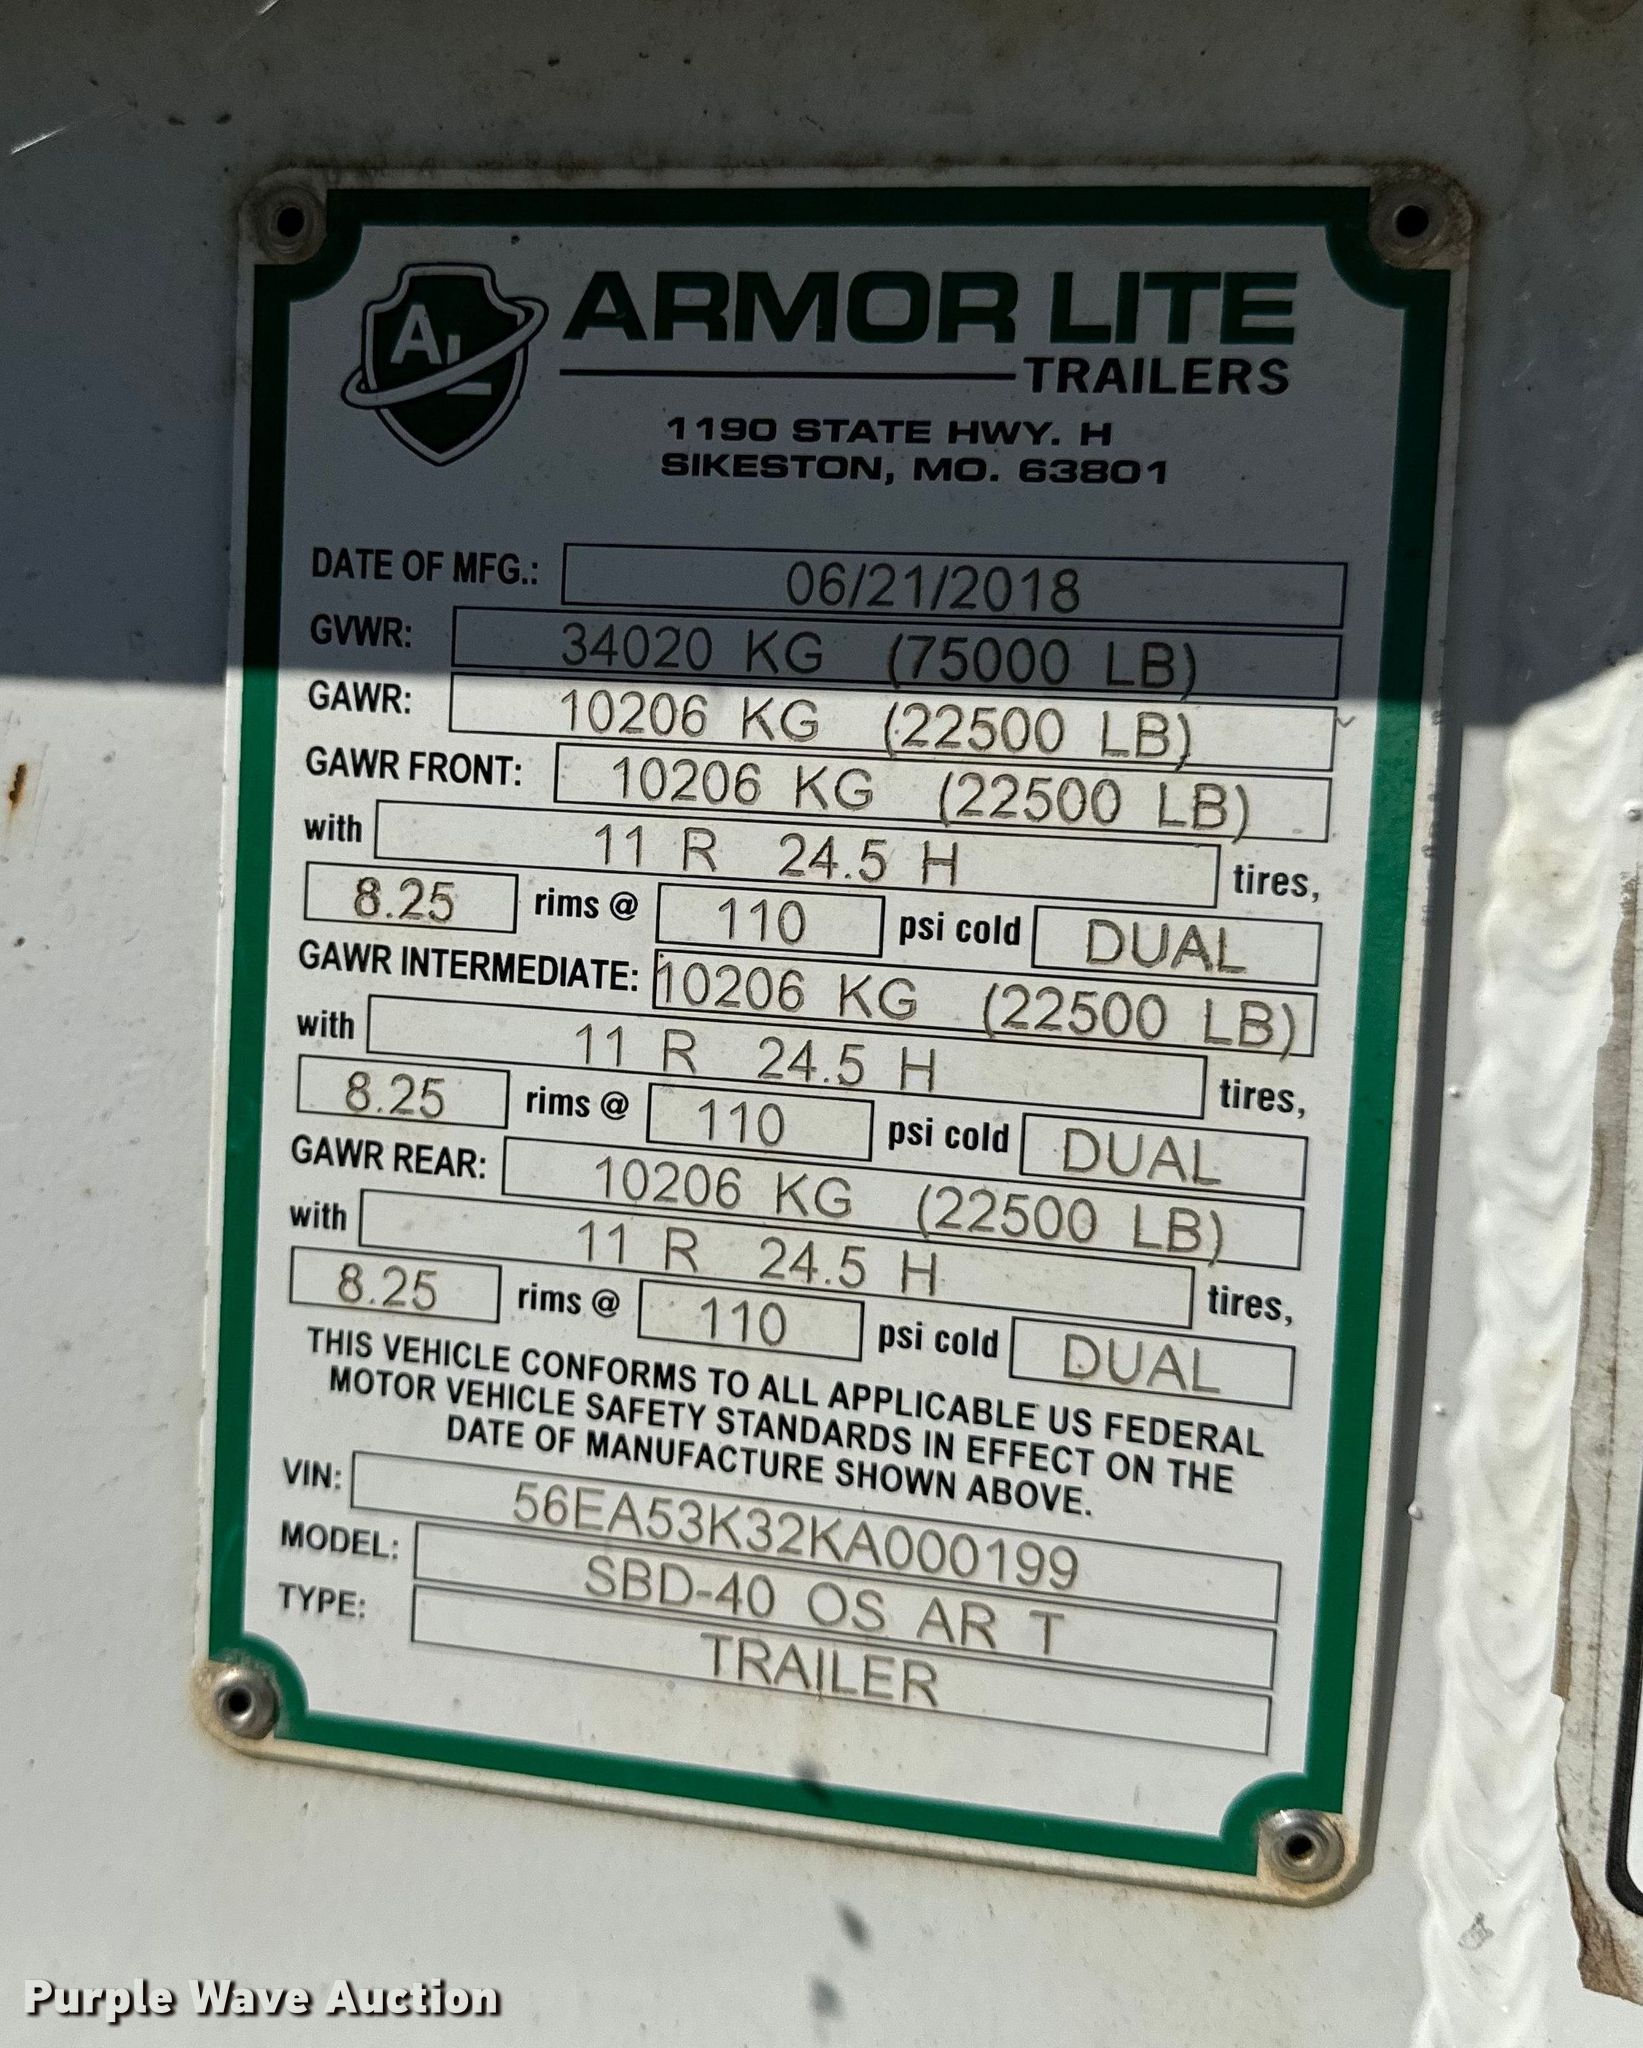 AL
ARMOR LITE
TRAILERS
1190 STATE HWY. H
SIKESTON, MO. 63801
DATE OF MFG.: 06/21/2018
GVWR: 34020 KG (75000 LB)
GAWR: 10206 KG (22500 LB)
GAWR FRONT: 10206 KG (22500 LB)
with 11 R 24.5 H tires,
8.25 rims @ 110 psi cold DUAL
GAWR INTERMEDIATE: 10206 KG (22500 LB)
with 11 R 24.5 H tires,
8.25 rims @ 110 psi cold DUAL
GAWR REAR: 10206 KG (22500 LB)
with 11 R 24.5 H tires,
8.25 rims @ 110 psi cold DUAL
THIS VEHICLE CONFORMS TO ALL APPLICABLE US FEDERAL
MOTOR VEHICLE SAFETY STANDARDS IN EFFECT ON THE
DATE OF MANUFACTURE SHOWN ABOVE.
VIN: 56EA53K32KA000199
MODEL: SBD-40 OS AR T
TYPE: TRAILER
Purple Wave Auction